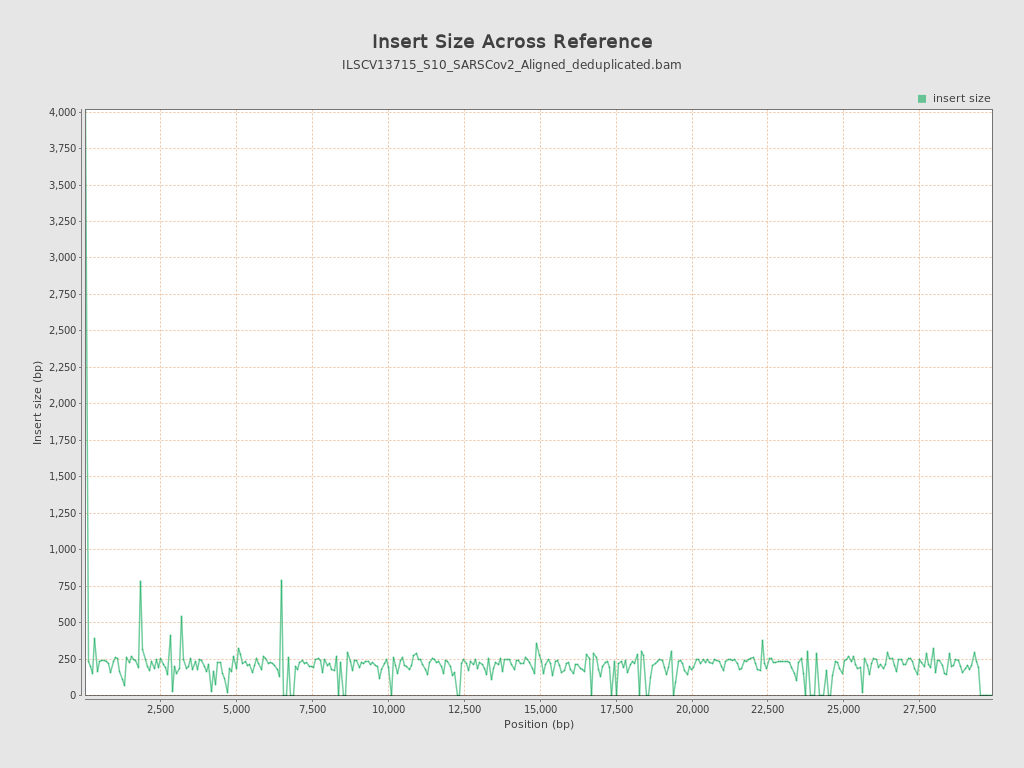 Insert Size Across Reference
ILSCV13715_S10_SARSCov2_Aligned_deduplicated.bam
insert size
4,000
3,750
3,500
3,250
3,000
2,750
2,500
2,250
2,000
1,750
1,500
1,250
1,000
750
500
250
0
Insert size (bp)
2,500 5,000 7,500 10,000 12,500 15,000 17,500 20,000 22,500 25,000 27,500
Position (bp)